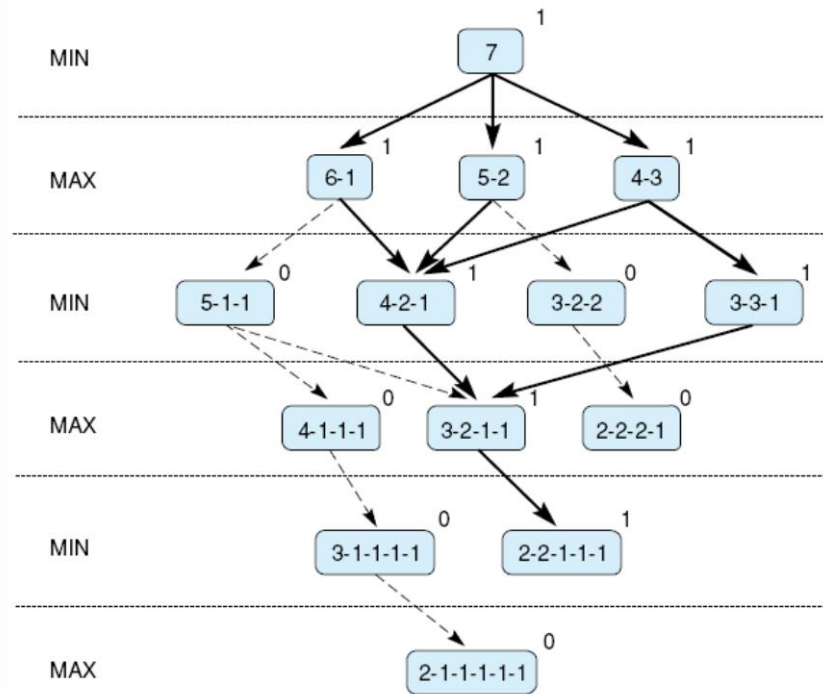 1
MIN 7
1 1 1
MAX 6-1 5-2 4-3
0 1 0 1
MIN 5-1-1 4-2-1 3-2-2 3-3-1
0 1 0
MAX 4-1-1-1 3-2-1-1 2-2-2-1
0 1
MIN 3-1-1-1-1 2-2-1-1-1
0
MAX 2-1-1-1-1-1